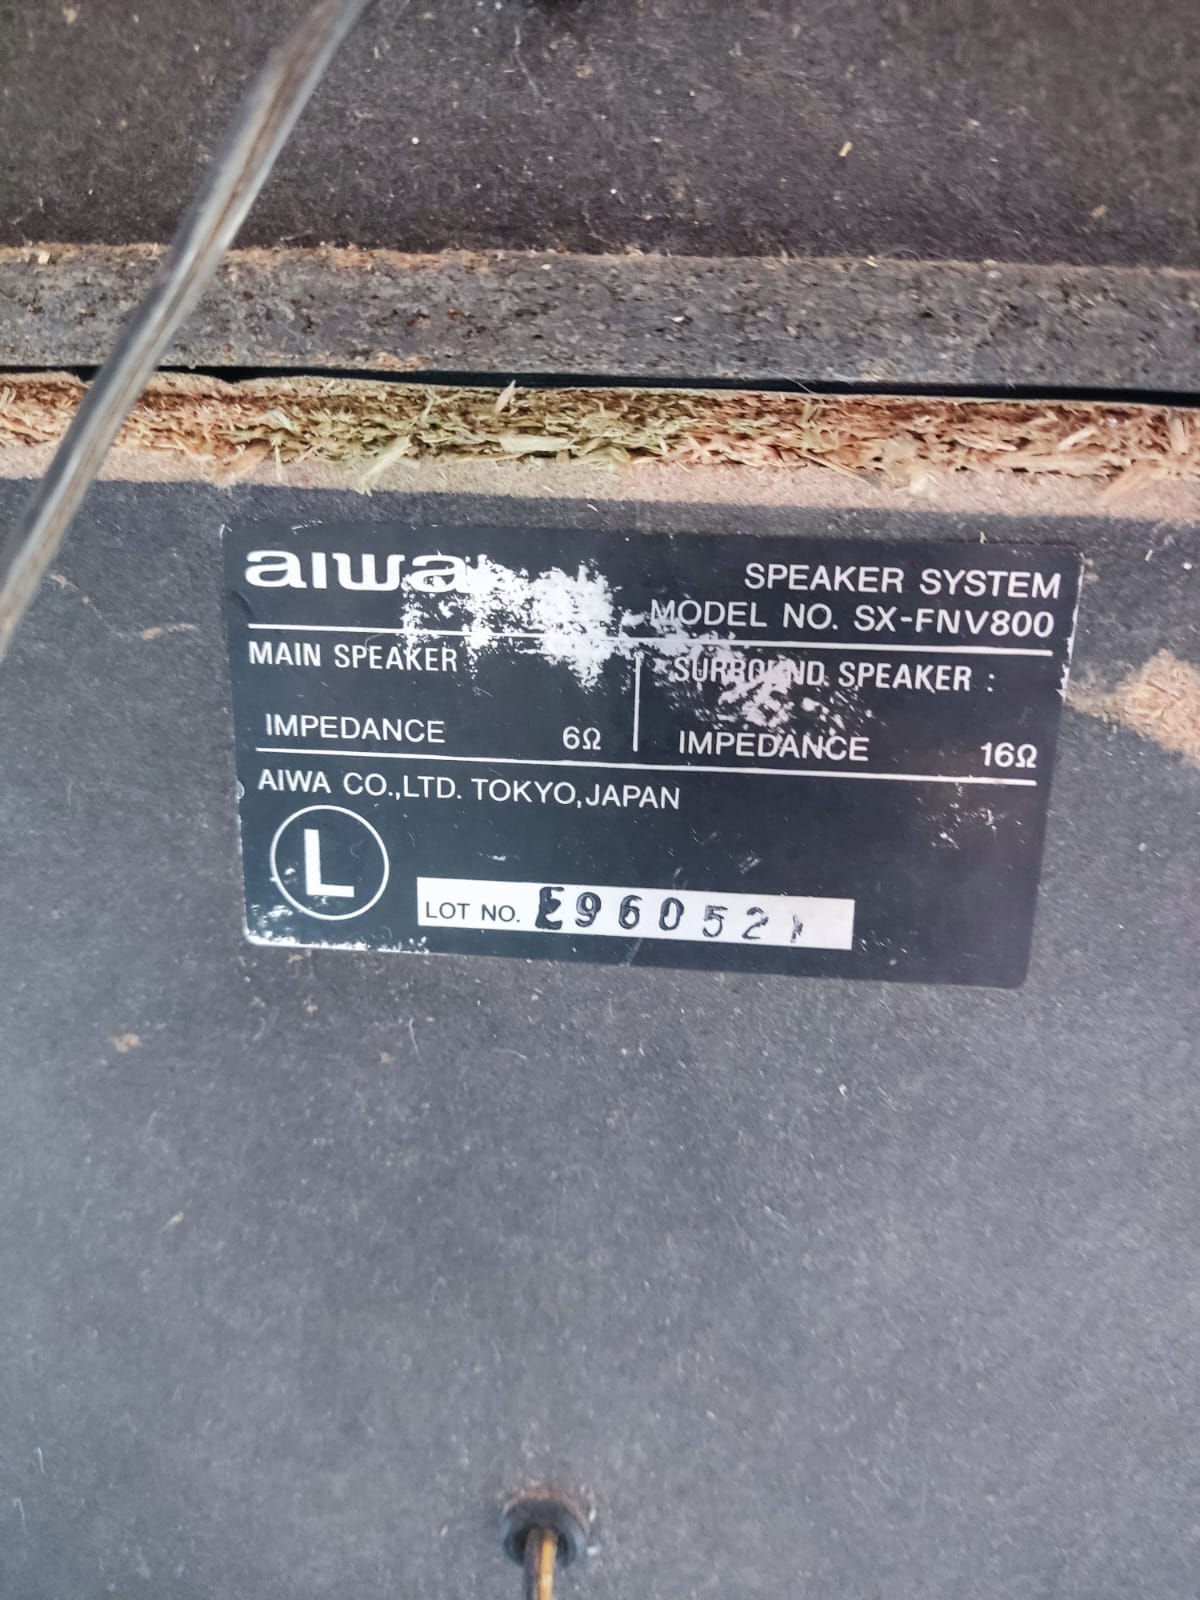 aiwa
SPEAKER SYSTEM
MODEL NO. SX-FNV800
MAIN SPEAKER
IMPEDANCE 6Ω
SURROUND SPEAKER :
IMPEDANCE 16Ω
AIWA CO.,LTD. TOKYO,JAPAN
L
LOT NO. E960521